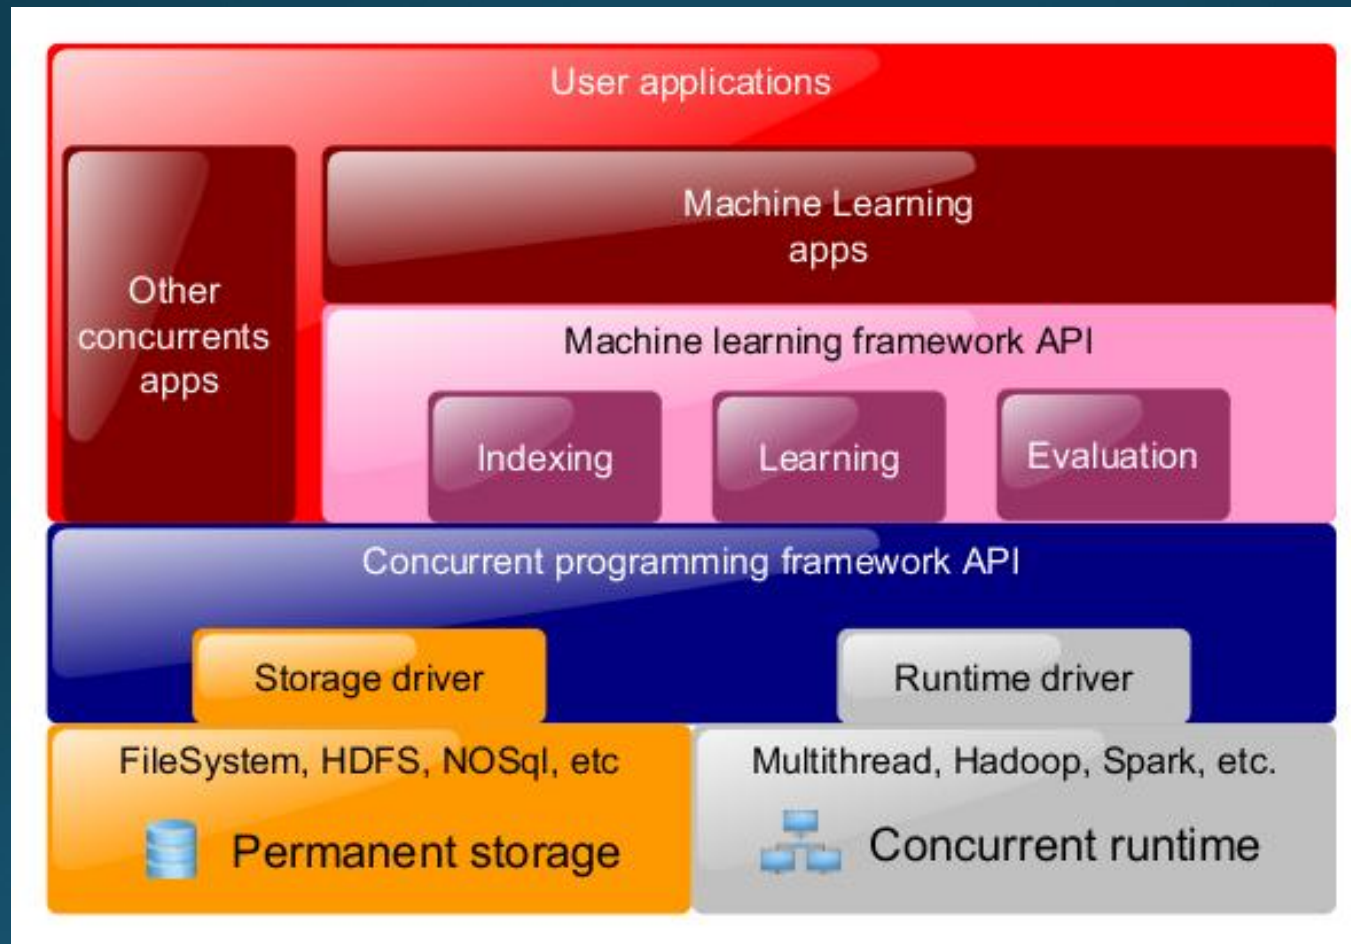 User applications
Other
concurrents
apps
Machine Learning
apps
Machine learning framework API
Indexing
Learning
Evaluation
Concurrent programming framework API
Storage driver
Runtime driver
FileSystem, HDFS, NOSql, etc
Permanent storage
Multithread, Hadoop, Spark, etc.
Concurrent runtime